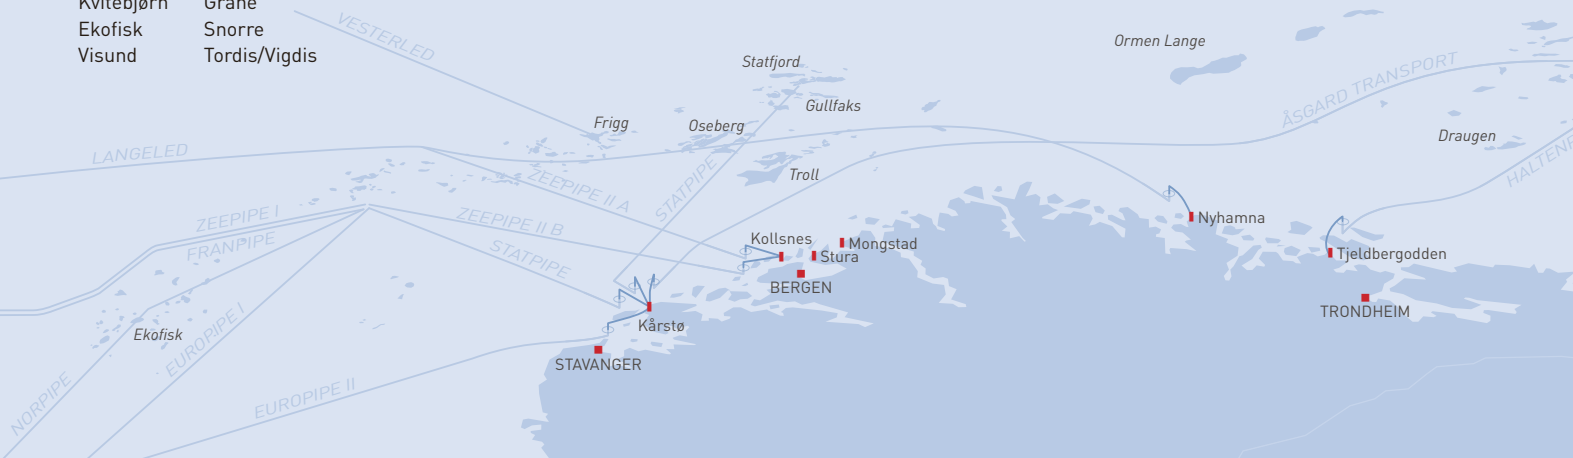 Kvitebjørn Grane
Ekofisk Snorre
Visund Tordis/Vigdis
VESTERLED
Statfjord
Ormen Lange
ÅSGARD TRANSPORT
Gullfaks
Frigg
Oseberg
Draugen
LANGELED
Troll
HALTENP
ZEEPIPE II A
STATPIPE
ZEEPIPE I
ZEEPIPE II B
FRANPIPE
STATPIPE
Kollsnes
Mongstad
Stura
Nyhamna
Tjeldbergodden
BERGEN
TRONDHEIM
Ekofisk
EUROPIPE I
Kårstø
STAVANGER
NORPIPE
EUROPIPE II